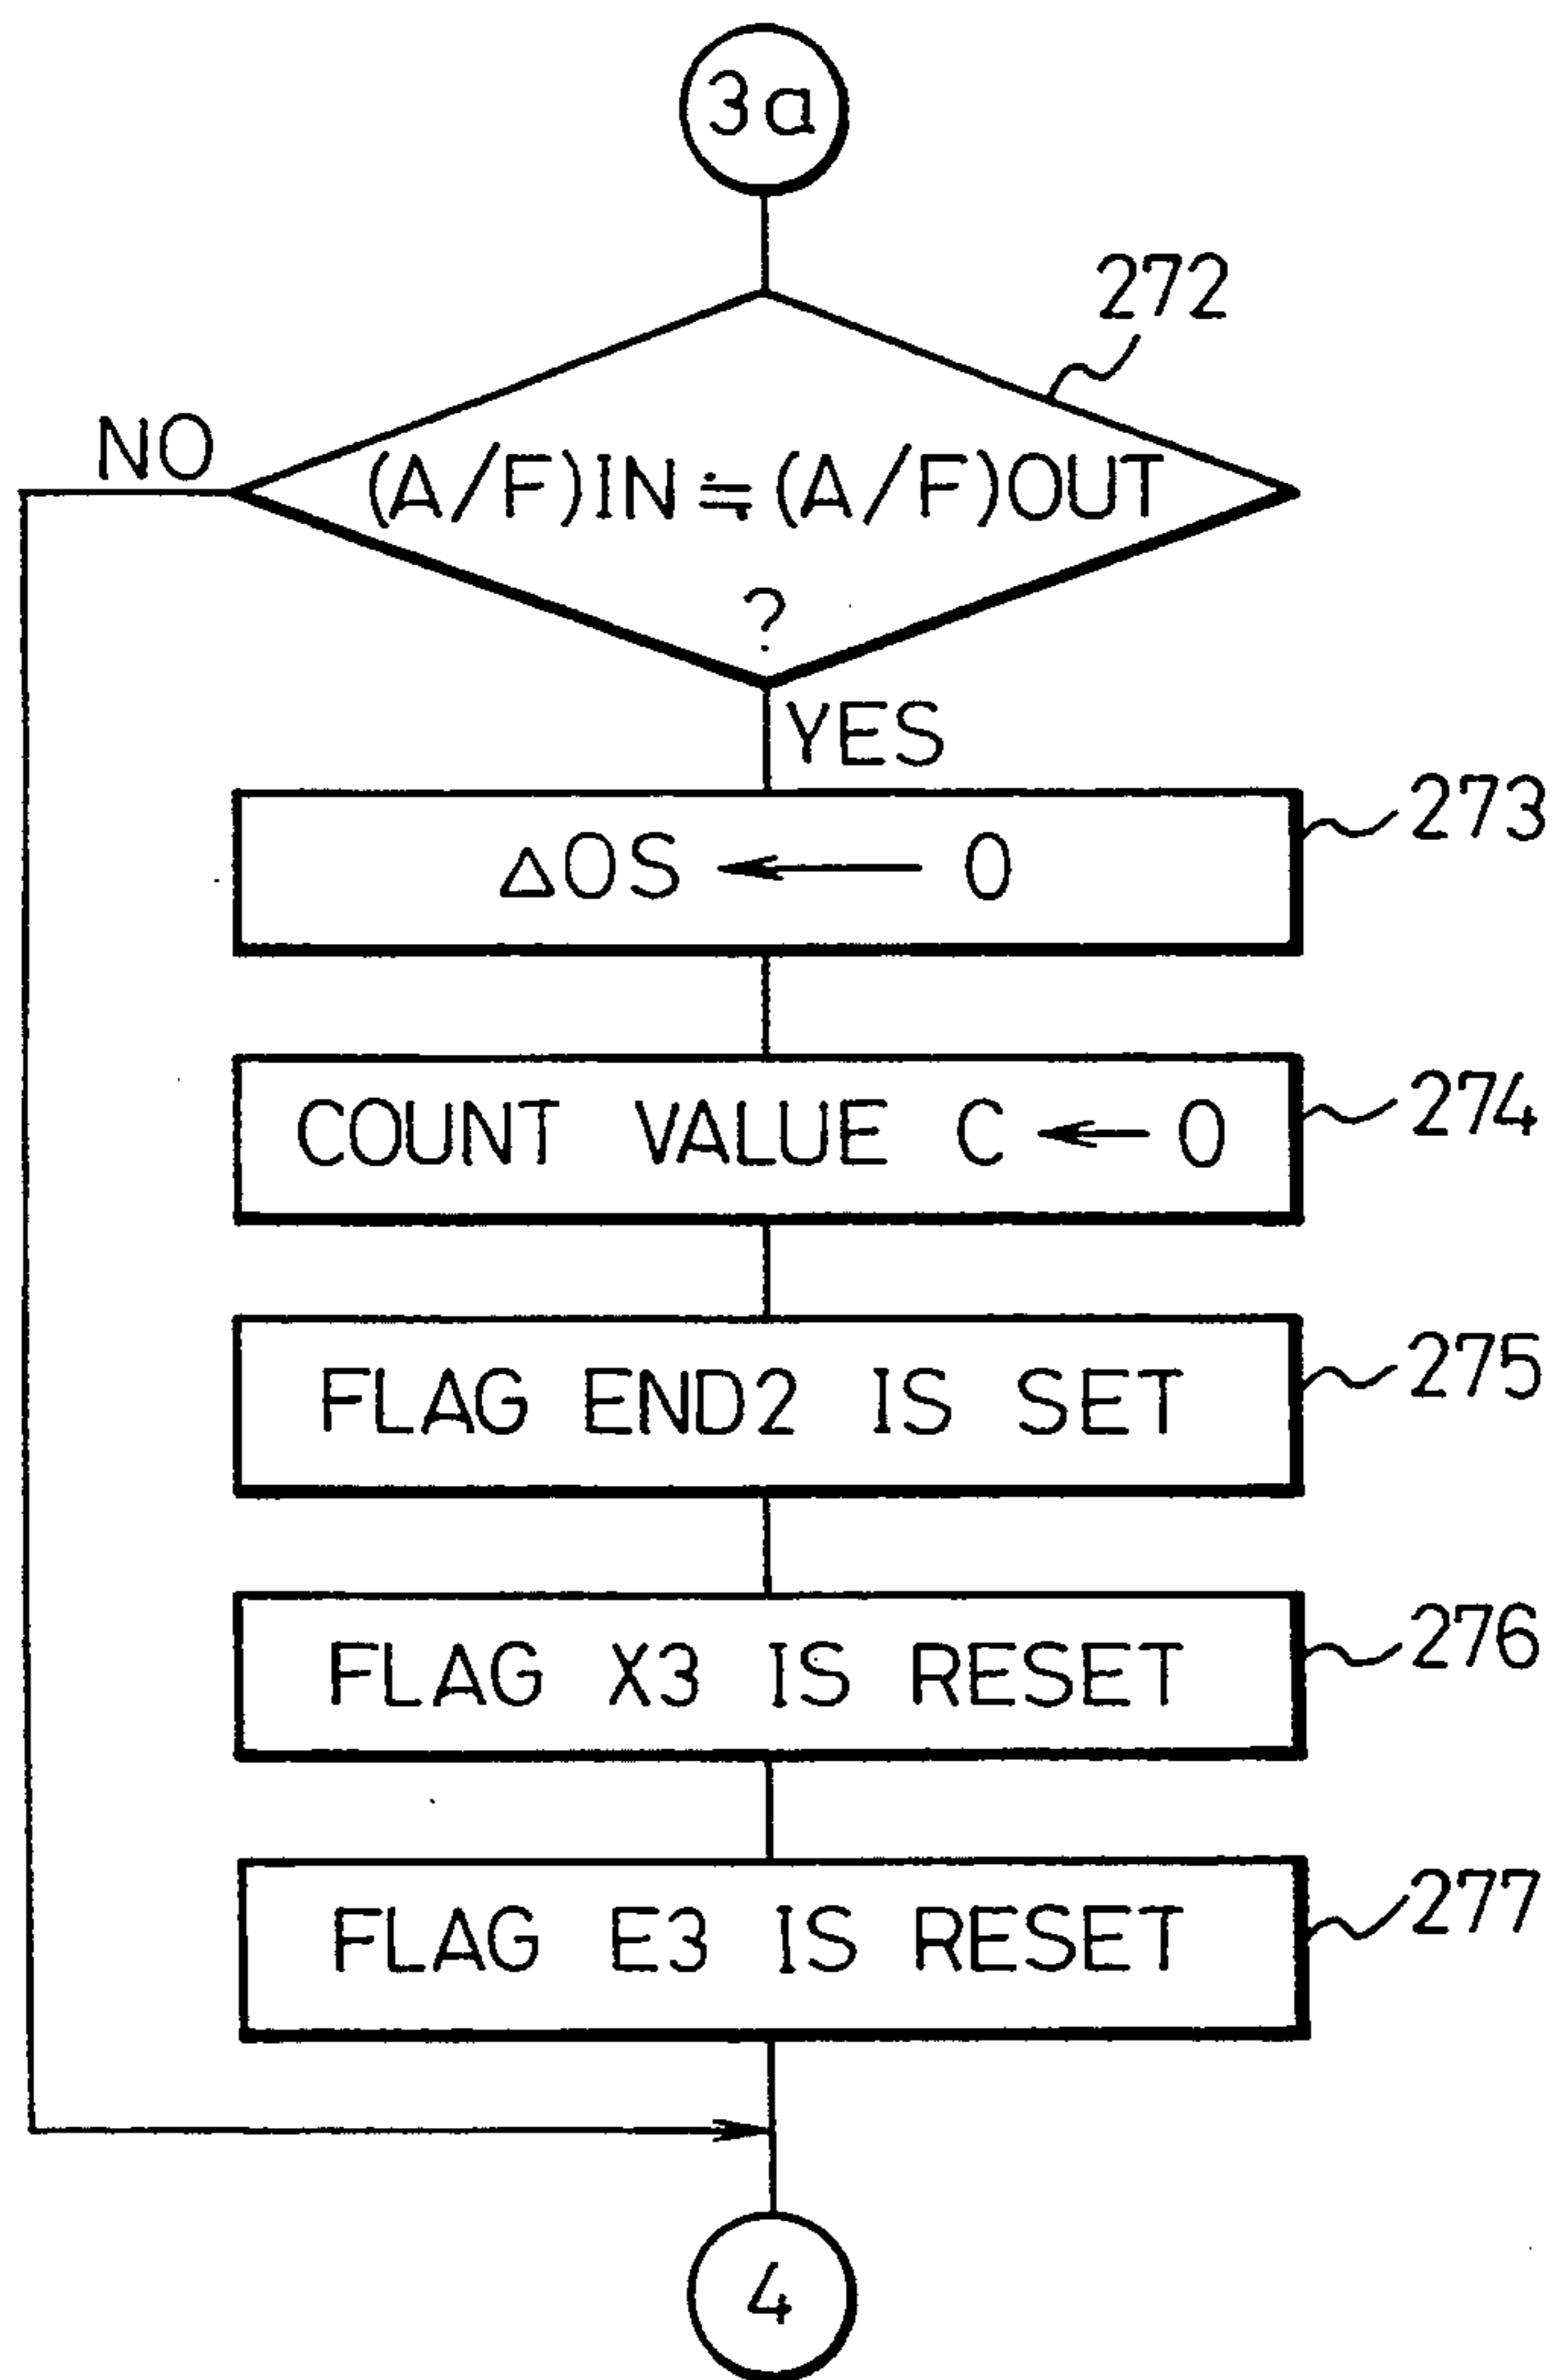 3a
272
NO
(A/F)IN ≒ (A/F)OUT
?
YES
273
ΔOS ← 0
274
COUNT VALUE C ← 0
275
FLAG END2 IS SET
276
FLAG X3 IS RESET
277
FLAG E3 IS RESET
4